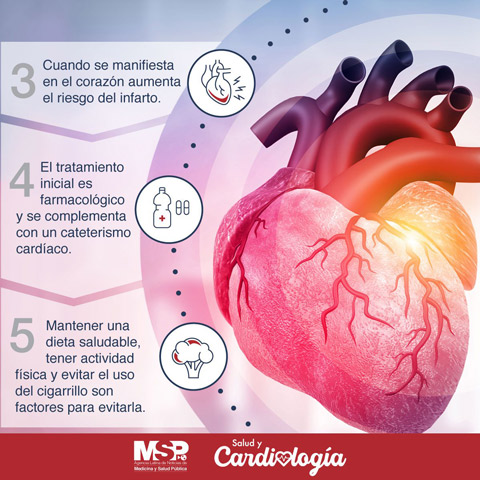 3
Cuando se manifiesta
en el corazón aumenta
el riesgo del infarto.
4
El tratamiento
inicial es
farmacológico
y se complementa
con un cateterismo
cardíaco.
5
Mantener una
dieta saludable,
tener actividad
física y evitar el uso
del cigarrillo son
factores para evitarla.
MSP
Agencia Latina de Noticias de
Medicina y Salud Pública
Salud y
Cardiología